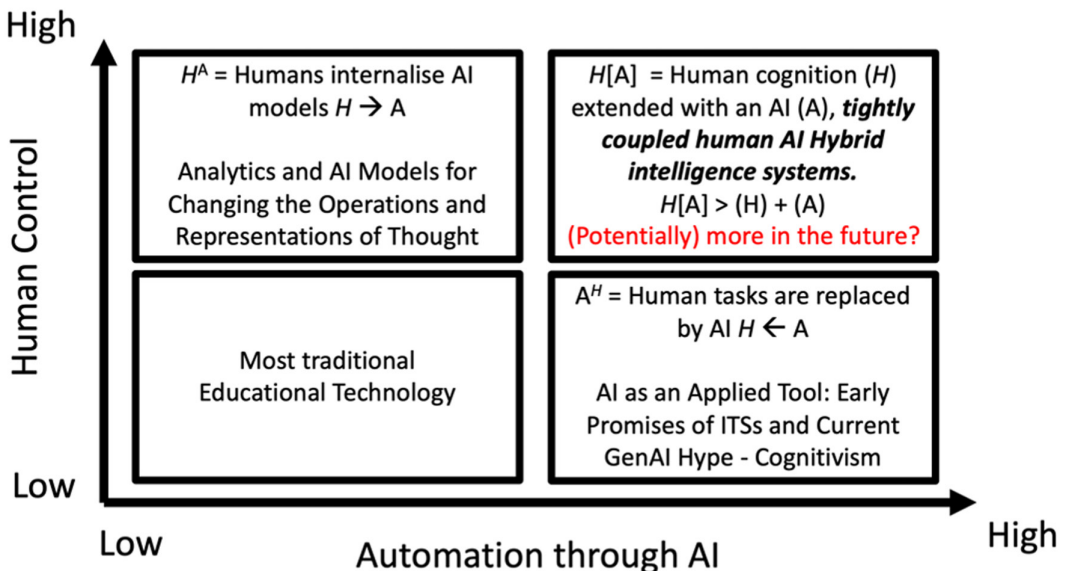 High
Human Control
Low
Hᴬ = Humans internalise AI
models H → A
Analytics and AI Models for
Changing the Operations and
Representations of Thought
H[A] = Human cognition (H)
extended with an AI (A), tightly
coupled human AI Hybrid
intelligence systems.
H[A] > (H) + (A)
(Potentially) more in the future?
Most traditional
Educational Technology
Aᴴ = Human tasks are replaced
by AI H ← A
AI as an Applied Tool: Early
Promises of ITSs and Current
GenAI Hype - Cognitivism
Low
Automation through AI
High